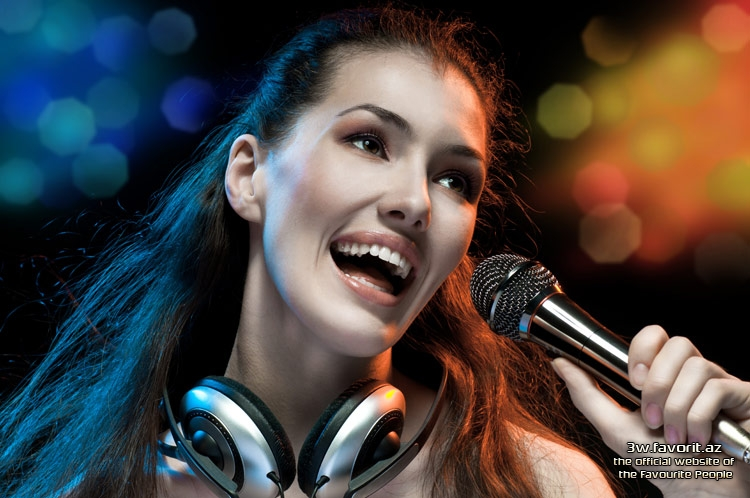 3w.favorit.az
the official website of
the Favourite People